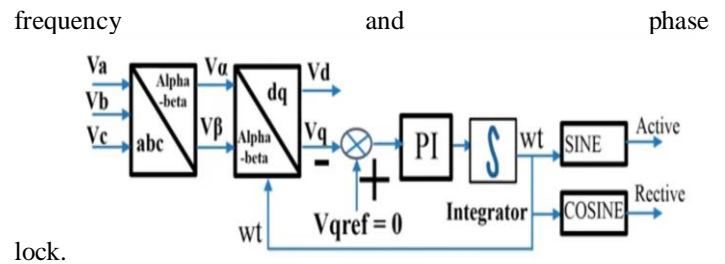 frequency and phase
Va Vα Vd
Alpha
-beta
dq
Vb
Vc abc Vβ Alpha
-beta
Vq
-
+
PI
∫
wt
SINE
Active
Vqref = 0
Integrator
COSINE
Rective
wt
lock.